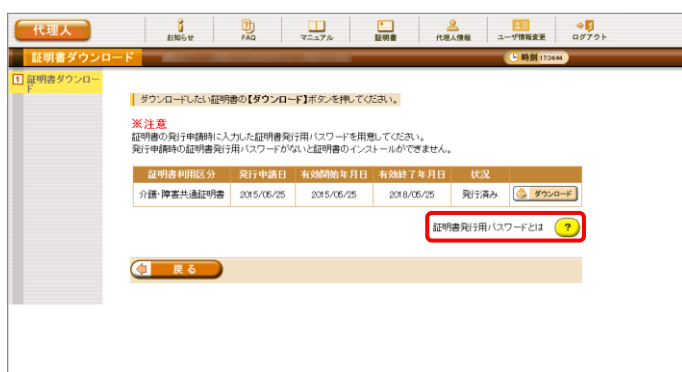 代理人
お知らせ FAQ マニュアル 証明書 代理人情報 ユーザ情報変更 ログアウト
証明書ダウンロード
時刻 17:34:44
1 証明書ダウンロー
ド
ダウンロードしたい証明書の【ダウンロード】ボタンを押してください。
※注意
証明書の発行申請時に入力した証明書発行用パスワードを用意してください。
発行申請時の証明書発行用パスワードがないと証明書のインストールができません。
証明書利用区分 発行申請日 有効開始年月日 有効終了年月日 状況
介護・障害共通証明書 2015/05/25 2015/05/25 2018/05/25 発行済み ダウンロード
証明書発行用パスワードとは ?
戻る